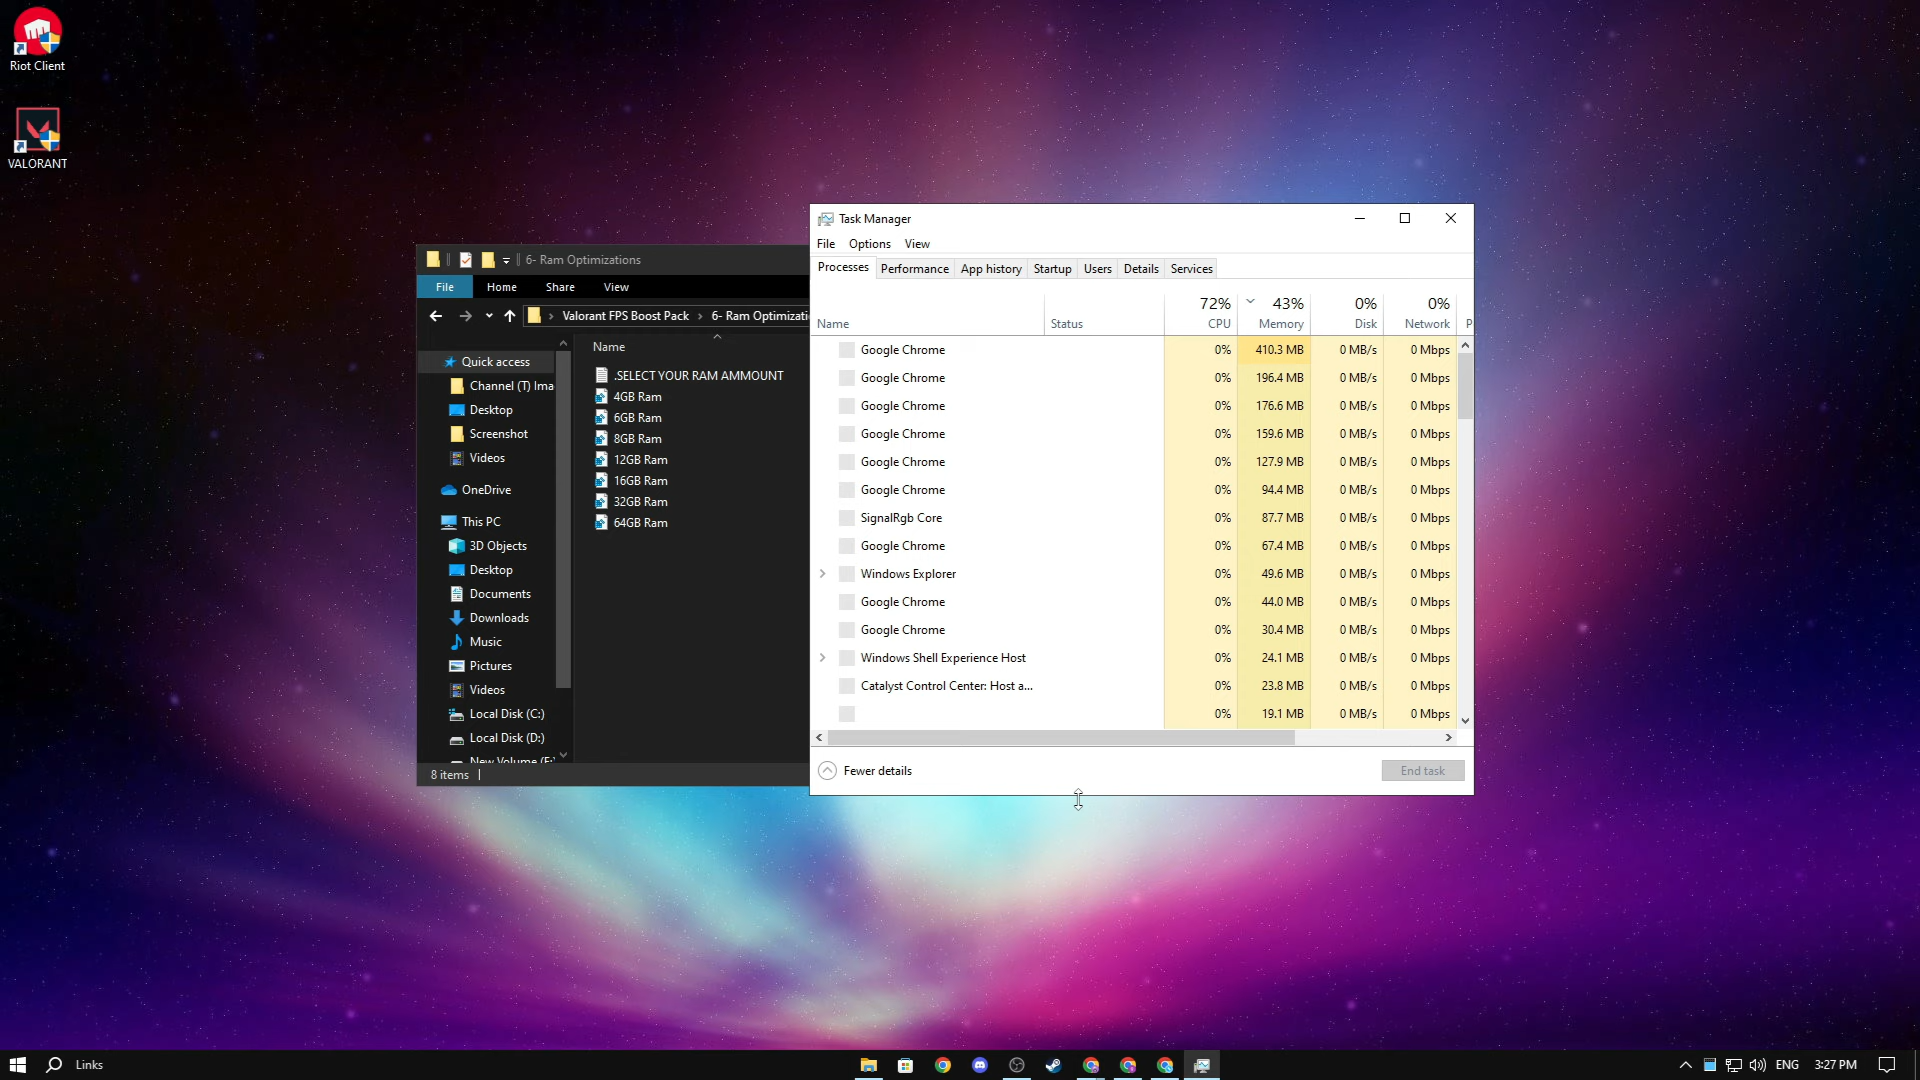 Riot Client
VALORANT
6- Ram Optimizations
File Home Share View
Valorant FPS Boost Pack 6- Ram Optimizati
Quick access
Channel (T) Ima
Desktop
Screenshot
Videos
OneDrive
This PC
3D Objects
Desktop
Documents
Downloads
Music
Pictures
Videos
Local Disk (C:)
Local Disk (D:)
New Volume (E:)
8 items
Name
.SELECT YOUR RAM AMMOUNT
4GB Ram
6GB Ram
8GB Ram
12GB Ram
16GB Ram
32GB Ram
64GB Ram
Task Manager
File Options View
Processes Performance App history Startup Users Details Services
72% 43% 0% 0%
Name Status CPU Memory Disk Network P
Google Chrome 0% 410.3 MB 0 MB/s 0 Mbps
Google Chrome 0% 196.4 MB 0 MB/s 0 Mbps
Google Chrome 0% 176.6 MB 0 MB/s 0 Mbps
Google Chrome 0% 159.6 MB 0 MB/s 0 Mbps
Google Chrome 0% 127.9 MB 0 MB/s 0 Mbps
Google Chrome 0% 94.4 MB 0 MB/s 0 Mbps
SignalRgb Core 0% 87.7 MB 0 MB/s 0 Mbps
Google Chrome 0% 67.4 MB 0 MB/s 0 Mbps
Windows Explorer 0% 49.6 MB 0 MB/s 0 Mbps
Google Chrome 0% 44.0 MB 0 MB/s 0 Mbps
Google Chrome 0% 30.4 MB 0 MB/s 0 Mbps
Windows Shell Experience Host 0% 24.1 MB 0 MB/s 0 Mbps
Catalyst Control Center: Host a... 0% 23.8 MB 0 MB/s 0 Mbps
0% 19.1 MB 0 MB/s 0 Mbps
Fewer details End task
Links ENG 3:27 PM